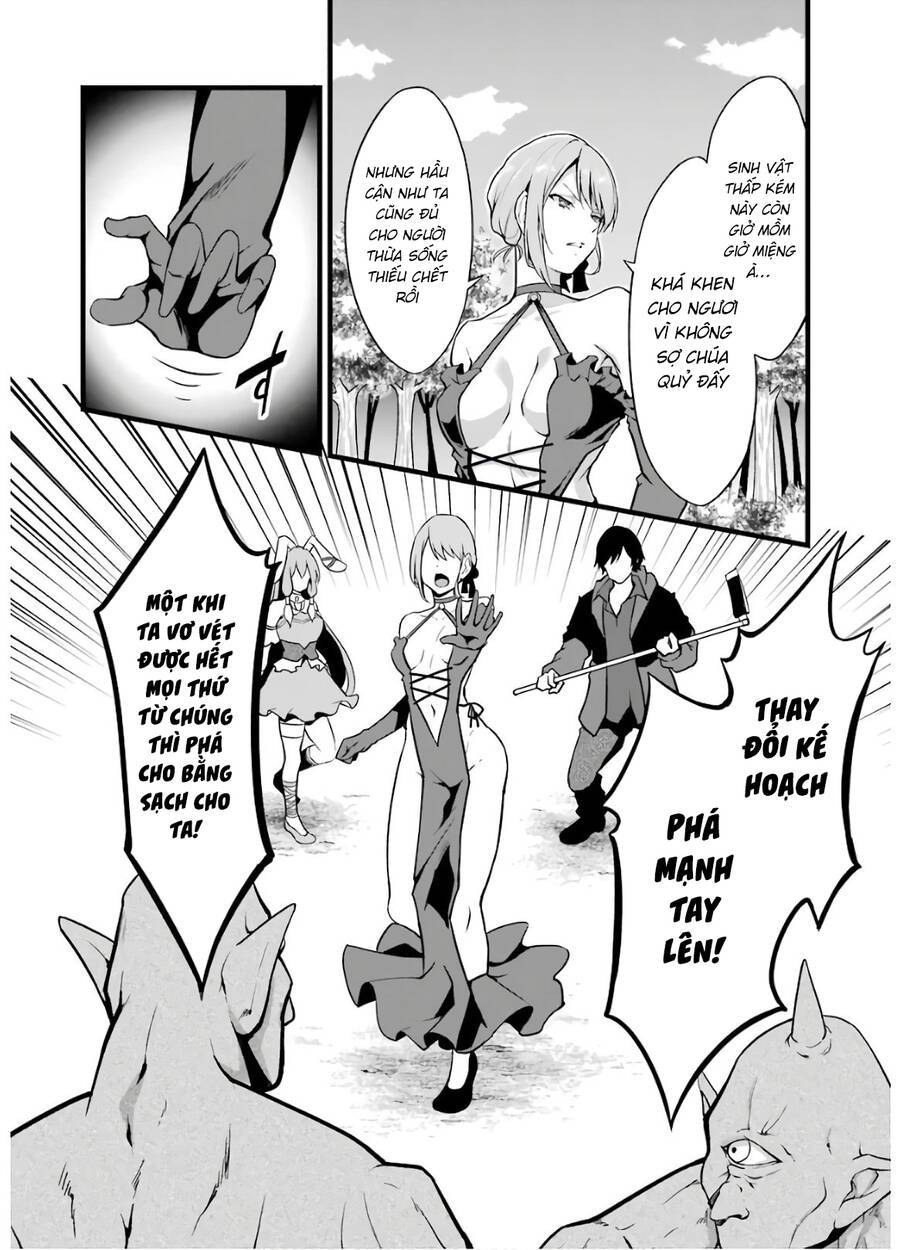 SINH VẬT
THẤP KÉM
NÀY CÒN
GIỞ MỒM
GIỞ MIỆNG
À...
KHÁ KHEN
CHO NGƯƠI
VÌ KHÔNG
SỢ CHÚA
QUỶ ĐẤY
NHƯNG HẦU
CẬN NHƯ TA
CŨNG ĐỦ
CHO NGƯỜI
THỪA SỐNG
THIẾU CHẾT
RỒI
THAY
ĐỔI KẾ
HOẠCH
PHÁ
MẠNH
TAY
LÊN!
MỘT KHI
TA VƠ VÉT
ĐƯỢC HẾT
MỌI THỨ
TỪ CHÚNG
THÌ PHÁ
CHO BẰNG
SẠCH CHO
TA!